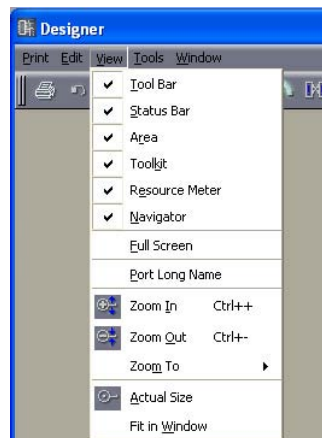 Designer
Print Edit View Tools Window
Tool Bar
Status Bar
Area
Toolkit
Resource Meter
Navigator
Full Screen
Port Long Name
Zoom In Ctrl++
Zoom Out Ctrl+-
Zoom To
Actual Size
Fit in Window